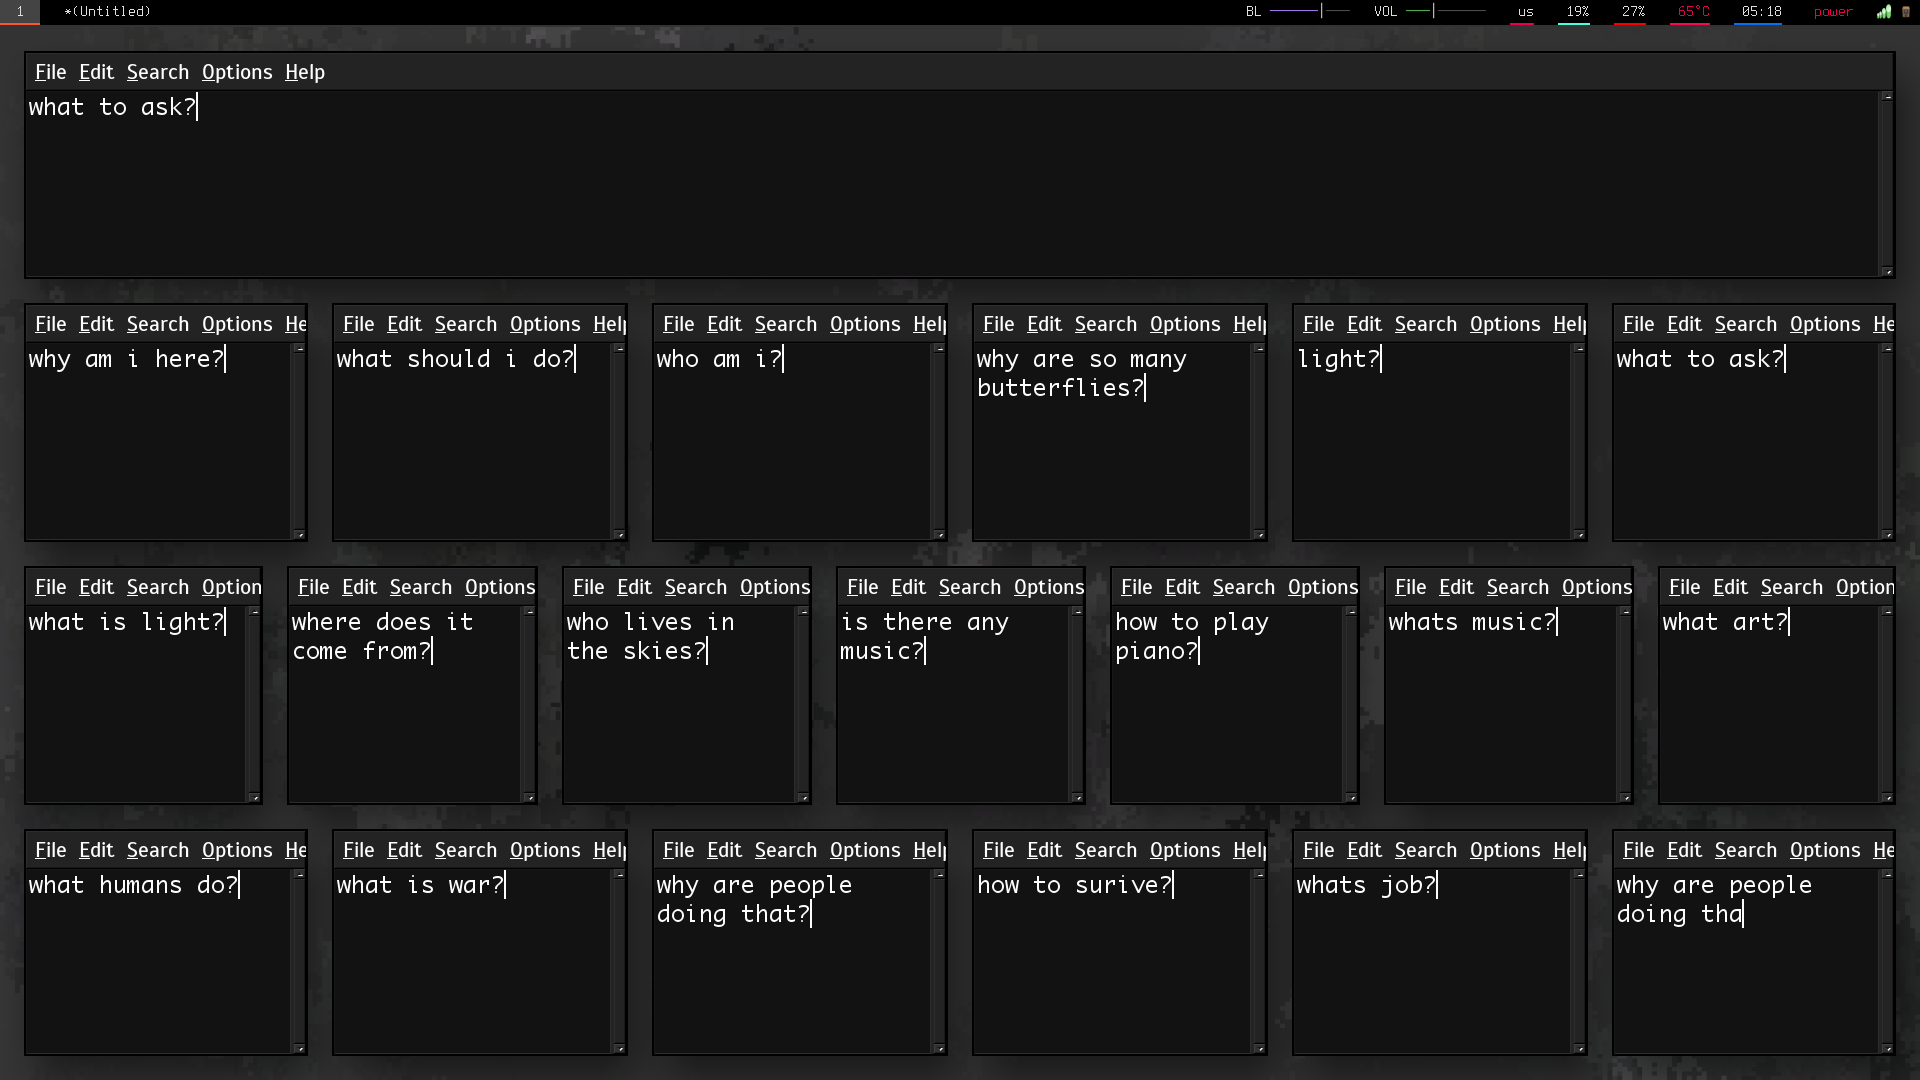 1 *(Untitled) BL VOL us 19% 27% 65°C 05:18 power
File Edit Search Options Help
what to ask?
File Edit Search Options He
why am i here?
File Edit Search Options Help
what should i do?
File Edit Search Options Help
who am i?
File Edit Search Options Help
why are so many
butterflies?
File Edit Search Options Help
light?
File Edit Search Options He
what to ask?
File Edit Search Option
what is light?
File Edit Search Options
where does it
come from?
File Edit Search Options
who lives in
the skies?
File Edit Search Options
is there any
music?
File Edit Search Options
how to play
piano?
File Edit Search Options
whats music?
File Edit Search Option
what art?
File Edit Search Options He
what humans do?
File Edit Search Options Help
what is war?
File Edit Search Options Help
why are people
doing that?
File Edit Search Options Help
how to surive?
File Edit Search Options Help
whats job?
File Edit Search Options He
why are people
doing tha